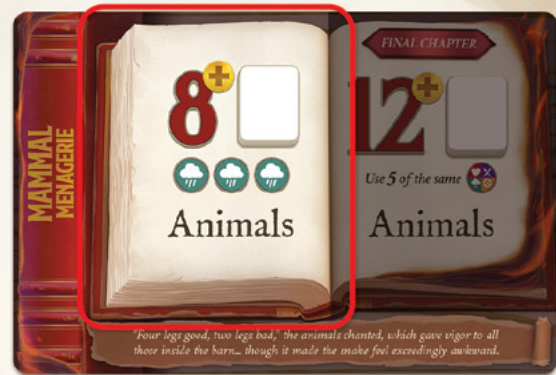 MAMMAL
MENAGERIE
8+
Animals
FINAL CHAPTER
12+
Use 5 of the same
Animals
"Four legs good, two legs bad," the animals chanted, which gave vigor to all
those inside the barn... though it made the snake feel exceedingly awkward.